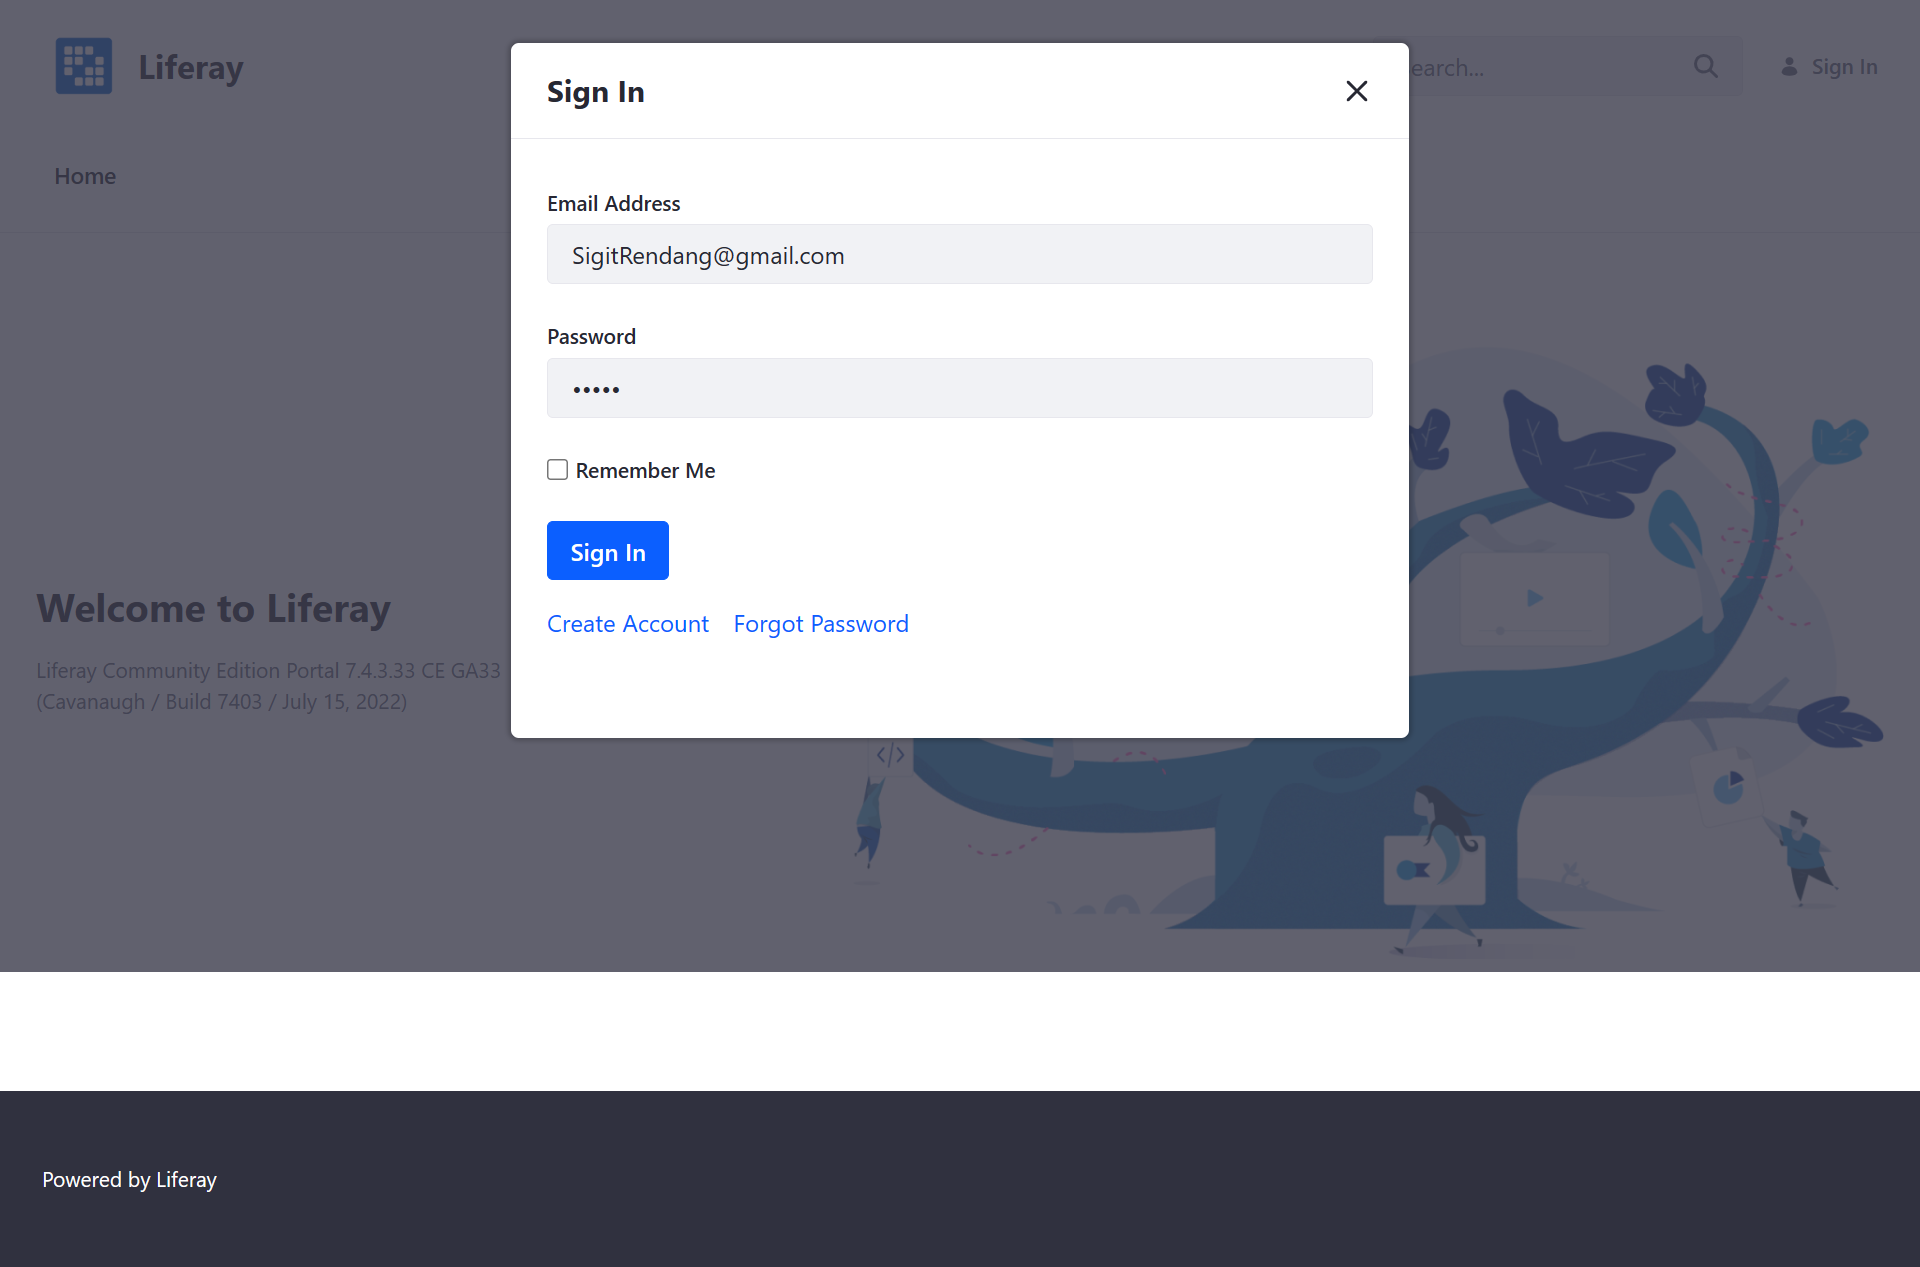 Liferay
earch...
Sign In
Home
Sign In
Email Address
SigitRendang@gmail.com
Password
•••••
Remember Me
Sign In
Create Account Forgot Password
Welcome to Liferay
Liferay Community Edition Portal 7.4.3.33 CE GA33
(Cavanaugh / Build 7403 / July 15, 2022)
</>
Powered by Liferay